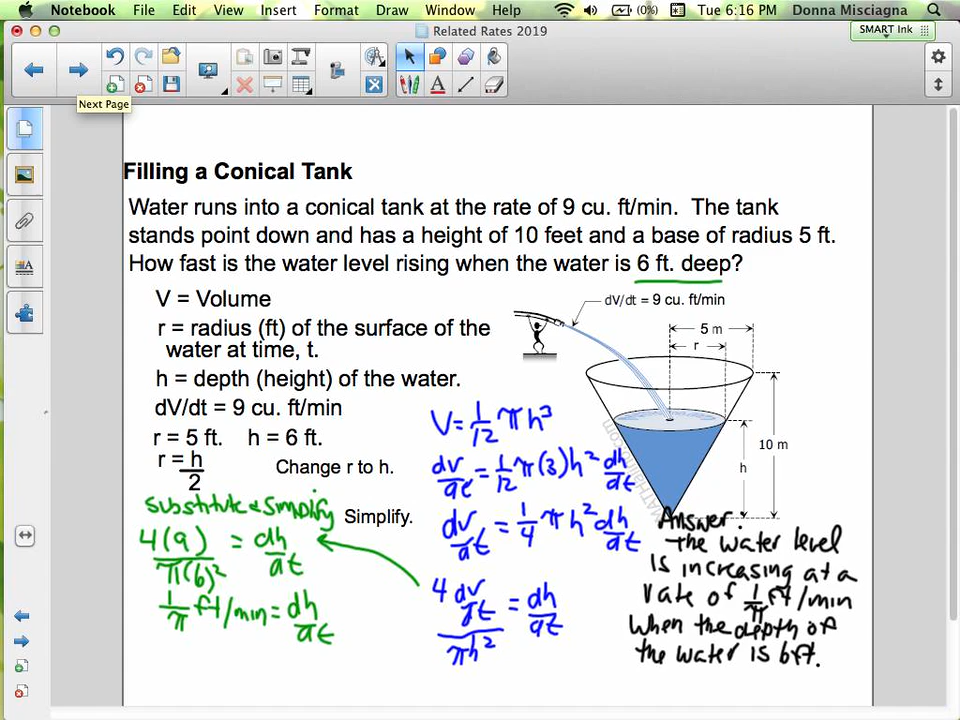 Notebook File Edit View Insert Format Draw Window Help (0%) Tue 6:16 PM Donna Misciagna
Related Rates 2019
SMART Ink
Next Page
Filling a Conical Tank
Water runs into a conical tank at the rate of 9 cu. ft/min. The tank
stands point down and has a height of 10 feet and a base of radius 5 ft.
How fast is the water level rising when the water is 6 ft. deep?
V = Volume
r = radius (ft) of the surface of the
water at time, t.
h = depth (height) of the water.
dV/dt = 9 cu. ft/min
r = 5 ft. h = 6 ft.
r = h/2
Change r to h.
Simplify.
dV/dt = 9 cu. ft/min
5 m
r
10 m
h
V = 1/12 π h³
dv/dt = 1/12 π(3)h² dh/dt
dv/dt = 1/4 π h² dh/dt
4 dv/dt / πh² = dh/dt
substitute & simplify
4(9)/π(6)² = dh/dt
1/π ft/min = dh/dt
Answer.
The water level
is increasing at a
rate of 1/π ft/min
when the depth of
the water is 6ft.